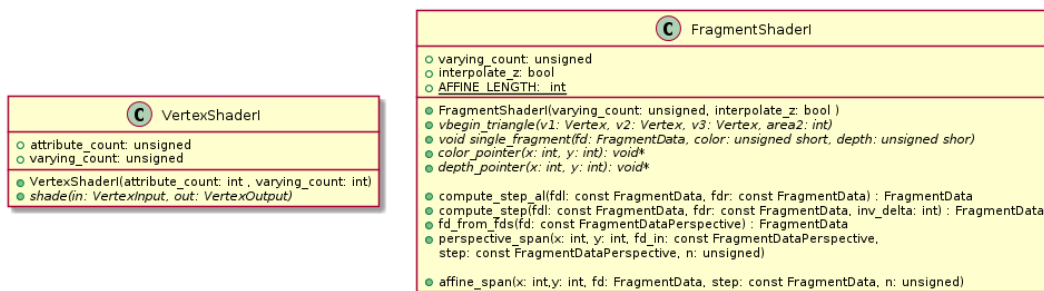 C VertexShaderI
attribute_count: unsigned
varying_count: unsigned
VertexShaderI(attribute_count: int , varying_count: int)
shade(in: VertexInput, out: VertexOutput)
C FragmentShaderI
varying_count: unsigned
interpolate_z: bool
AFFINE_LENGTH: int
FragmentShaderI(varying_count: unsigned, interpolate_z: bool )
vbegin_triangle(v1: Vertex, v2: Vertex, v3: Vertex, area2: int)
void single_fragment(fd: FragmentData, color: unsigned short, depth: unsigned shor)
color_pointer(x: int, y: int): void*
depth_pointer(x: int, y: int): void*
compute_step_al(fdl: const FragmentData, fdr: const FragmentData) : FragmentData
compute_step(fdl: const FragmentData, fdr: const FragmentData, inv_delta: int) : FragmentData
fd_from_fds(fd: const FragmentDataPerspective) : FragmentData
perspective_span(x: int, y: int, fd_in: const FragmentDataPerspective,
step: const FragmentDataPerspective, n: unsigned)
affine_span(x: int,y: int, fd: FragmentData, step: const FragmentData, n: unsigned)